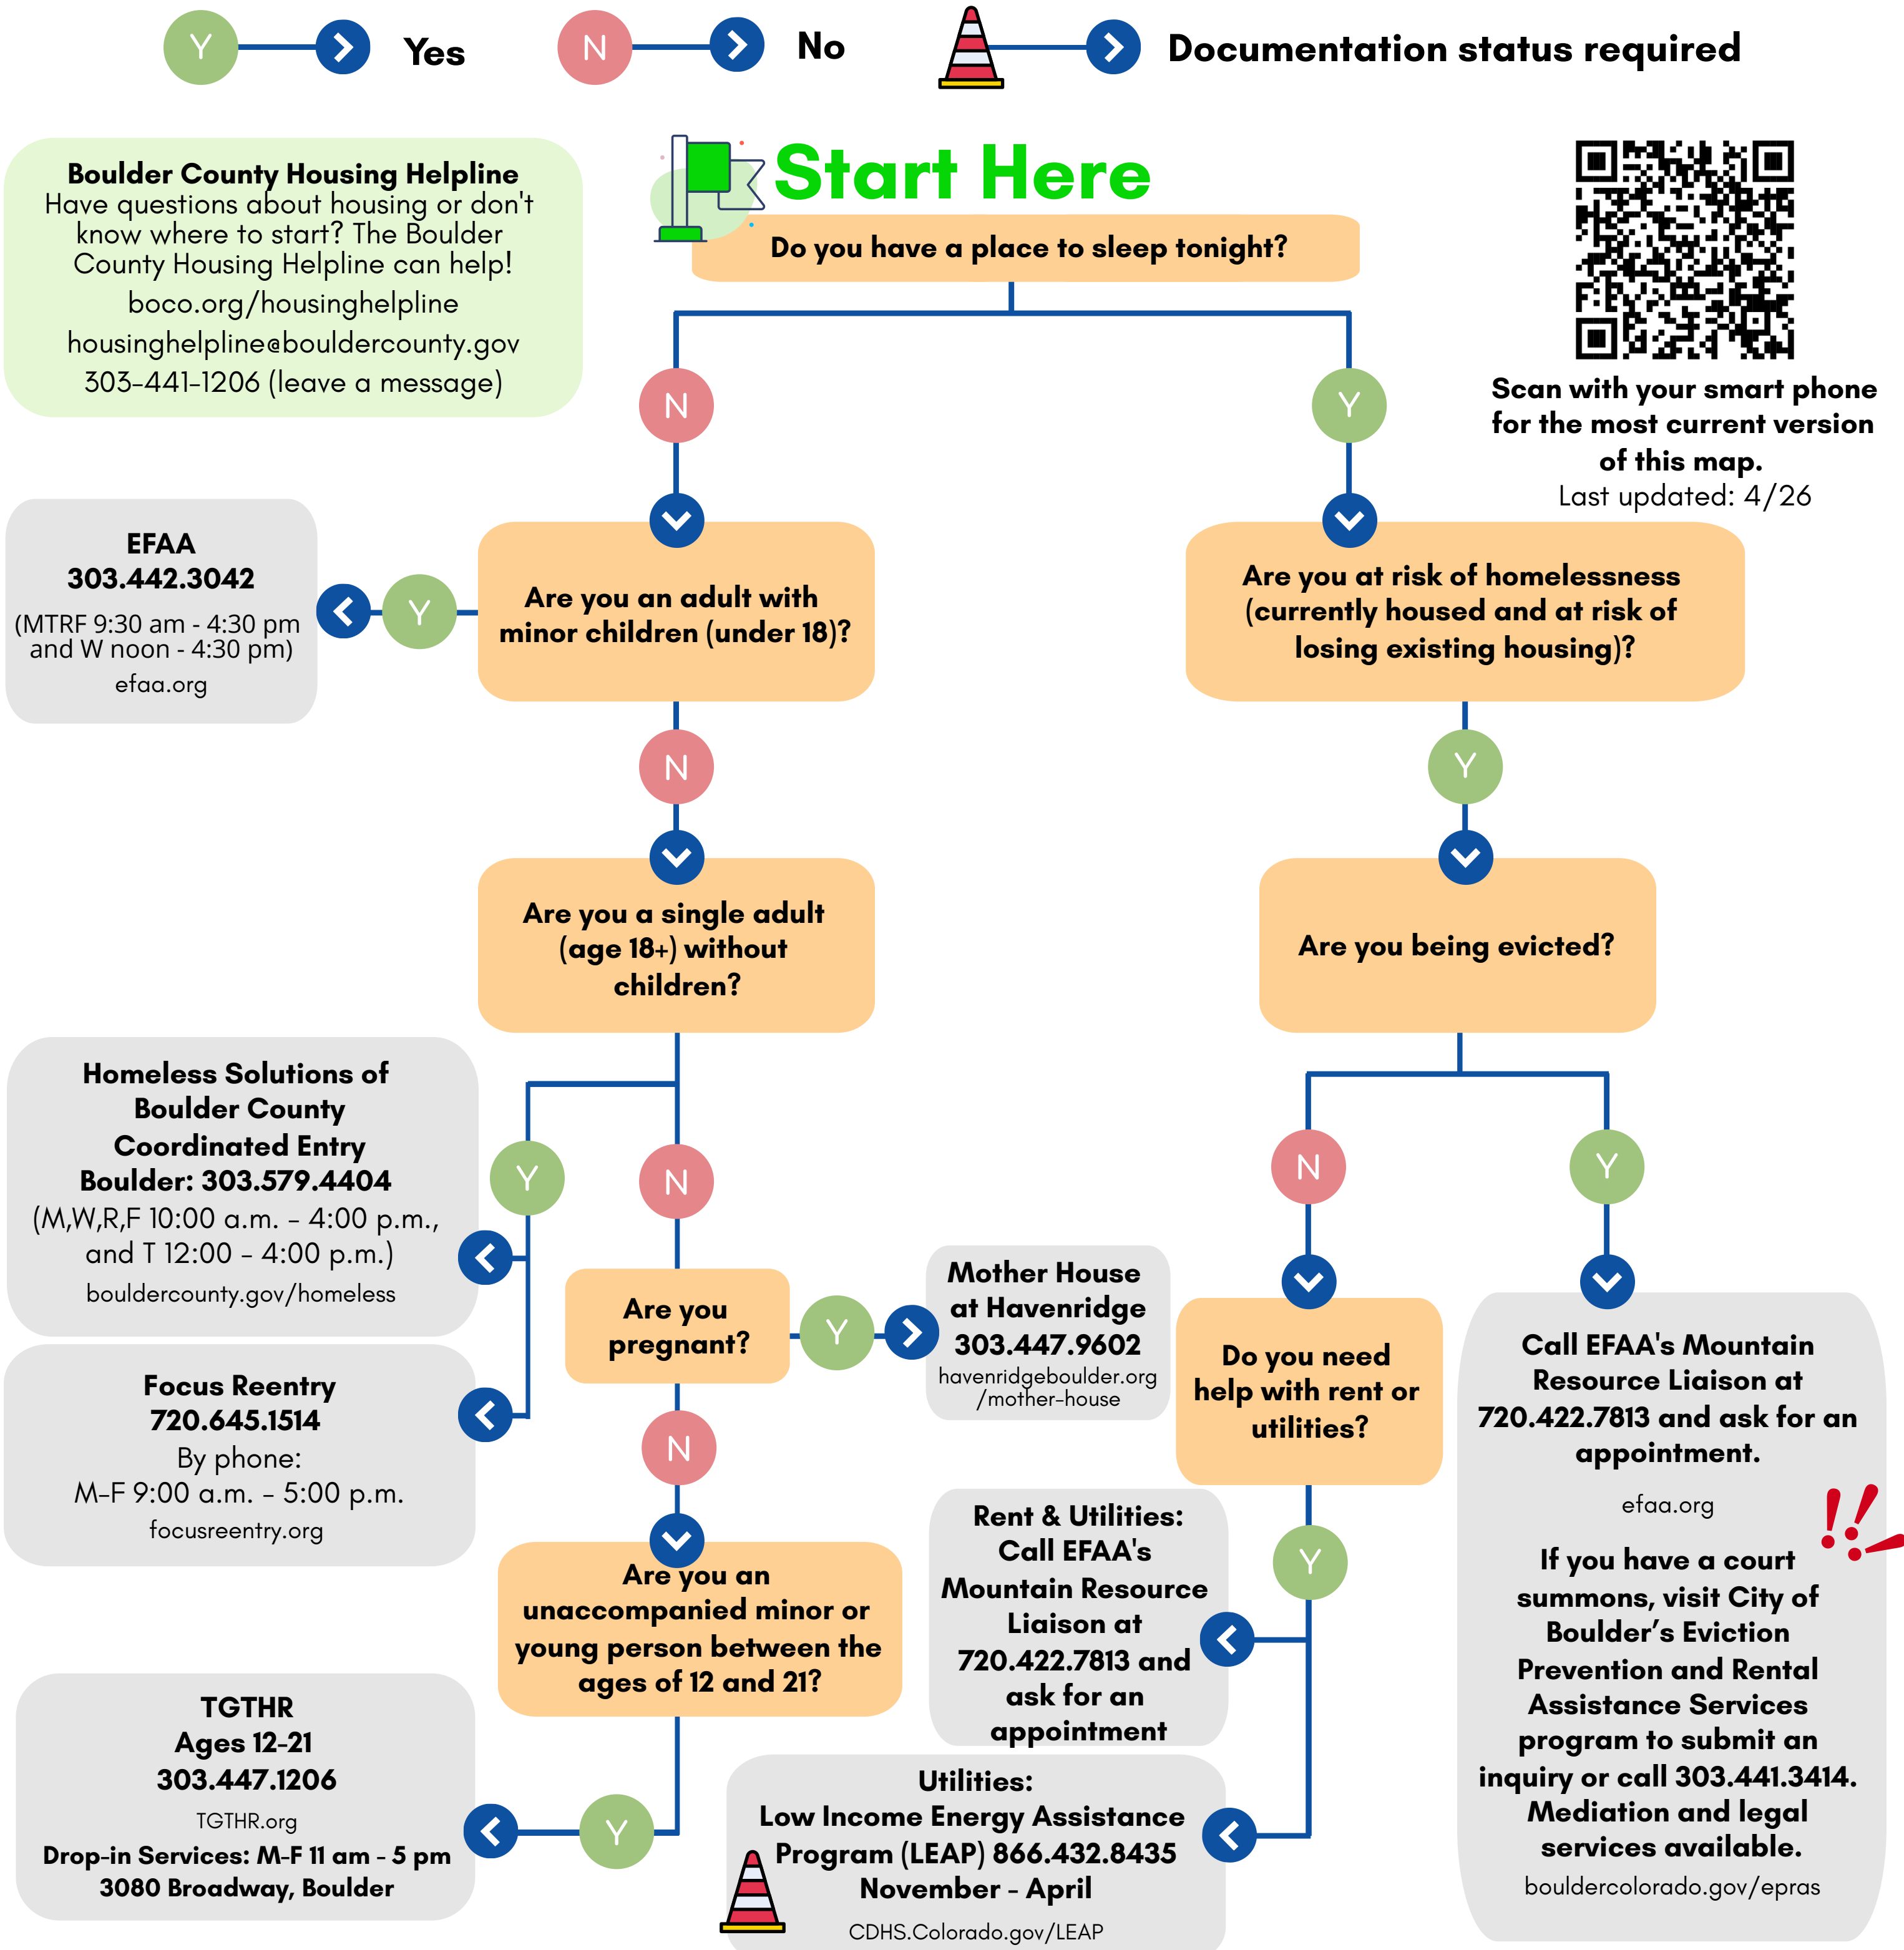 Y
Yes
N
No
Documentation status required
Boulder County Housing Helpline
Have questions about housing or don't
know where to start? The Boulder
County Housing Helpline can help!
boco.org/housinghelpline
housinghelpline@bouldercounty.gov
303-441-1206 (leave a message)
Start Here
Do you have a place to sleep tonight?
Scan with your smart phone
for the most current version
of this map.
Last updated: 4/26
N
Y
EFAA
303.442.3042
(MTRF 9:30 am - 4:30 pm
and W noon - 4:30 pm)
efaa.org
Y
Are you an adult with
minor children (under 18)?
Are you at risk of homelessness
(currently housed and at risk of
losing existing housing)?
N
Y
Are you a single adult
(age 18+) without
children?
Are you being evicted?
Homeless Solutions of
Boulder County
Coordinated Entry
Boulder: 303.579.4404
(M,W,R,F 10:00 a.m. - 4:00 p.m.,
and T 12:00 - 4:00 p.m.)
bouldercounty.gov/homeless
Y
N
N
Y
Focus Reentry
720.645.1514
By phone:
M-F 9:00 a.m. - 5:00 p.m.
focusreentry.org
Are you
pregnant?
Y
Mother House
at Havenridge
303.447.9602
havenridgeboulder.org
/mother-house
Do you need
help with rent or
utilities?
Call EFAA's Mountain
Resource Liaison at
720.422.7813 and ask for an
appointment.
efaa.org
If you have a court
summons, visit City of
Boulder’s Eviction
Prevention and Rental
Assistance Services
program to submit an
inquiry or call 303.441.3414.
Mediation and legal
services available.
bouldercolorado.gov/epras
N
Y
Rent & Utilities:
Call EFAA's
Mountain Resource
Liaison at
720.422.7813 and
ask for an
appointment
Are you an
unaccompanied minor or
young person between the
ages of 12 and 21?
TGTHR
Ages 12-21
303.447.1206
TGTHR.org
Drop-in Services: M-F 11 am - 5 pm
3080 Broadway, Boulder
Y
Utilities:
Low Income Energy Assistance
Program (LEAP) 866.432.8435
November - April
CDHS.Colorado.gov/LEAP